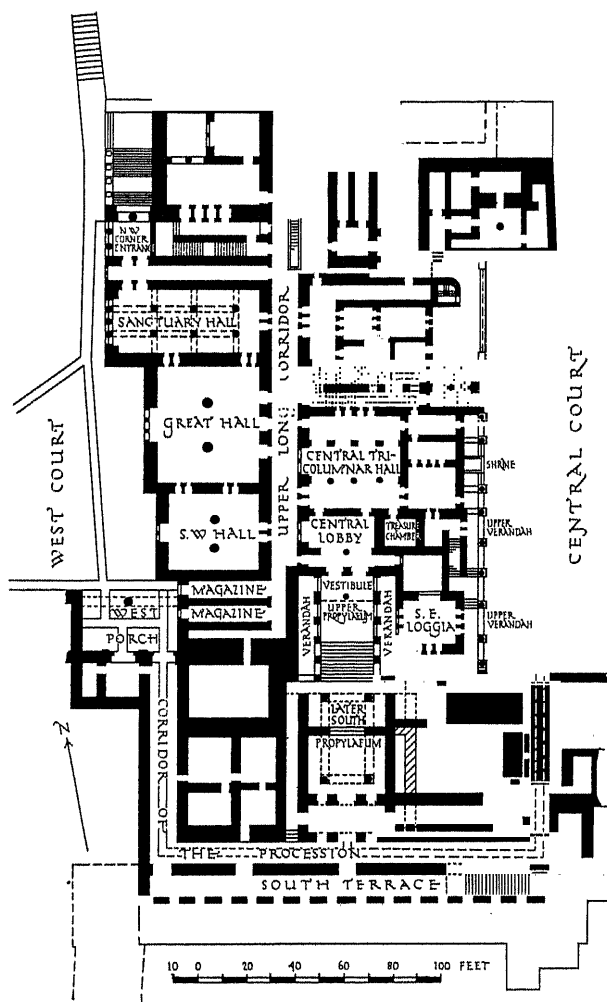 N.W.
CORNER
ENTRANCE
SANCTUARY HALL
UPPER LONG CORRIDOR
GREAT HALL
CENTRAL TRI-
COLUMNAR HALL
SHRINE
WEST COURT
CENTRAL COURT
S.W HALL
CENTRAL
LOBBY
TREASURE
CHAMBER
UPPER
VERANDAH
MAGAZINE
MAGAZINE
VESTIBULE
UPPER
PROPYLAEUM
VERANDAH
VERANDAH
S.E.
LOGGIA
UPPER
VERANDAH
WEST
PORCH
LATER
SOUTH
PROPYLAEUM
N
CORRIDOR OF
THE PROCESSION
SOUTH TERRACE
10 0 20 40 60 80 100 FEET